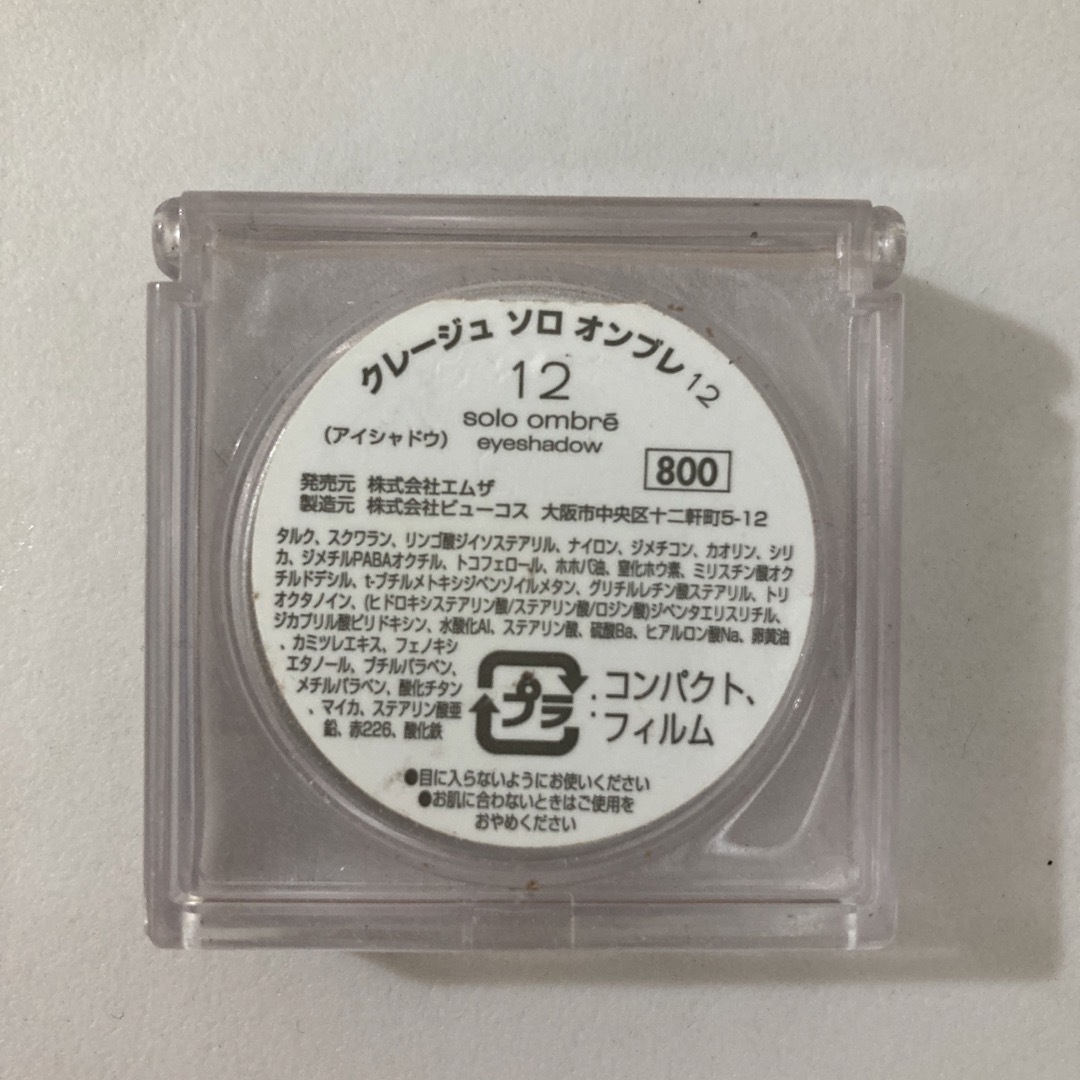 クレージュ ソロ オンブレ 12
12
solo ombré
(アイシャドウ) eyeshadow
800
発売元 株式会社エムザ
製造元 株式会社ビューコス 大阪市中央区十二軒町5-12
タルク、スクワラン、リンゴ酸ジイソステアリル、ナイロン、ジメチコン、カオリン、シリ
カ、ジメチルPABAオクチル、トコフェロール、ホホバ油、窒化ホウ素、ミリスチン酸オク
チルドデシル、t-ブチルメトキシジベンゾイルメタン、グリチルレチン酸ステアリル、トリ
オクタノイン、(ヒドロキシステアリン酸/ステアリン酸/ロジン酸)ジペンタエリスリチル、
ジカプリル酸ピリドキシン、水酸化Al、ステアリン酸、硫酸Ba、ヒアルロン酸Na、卵黄油
、カミツレエキス、フェノキシ
エタノール、ブチルパラベン、
メチルパラベン、酸化チタン
、マイカ、ステアリン酸亜
鉛、赤226、酸化鉄
プラ : コンパクト、
フィルム
●目に入らないようにお使いください
●お肌に合わないときはご使用を
おやめください